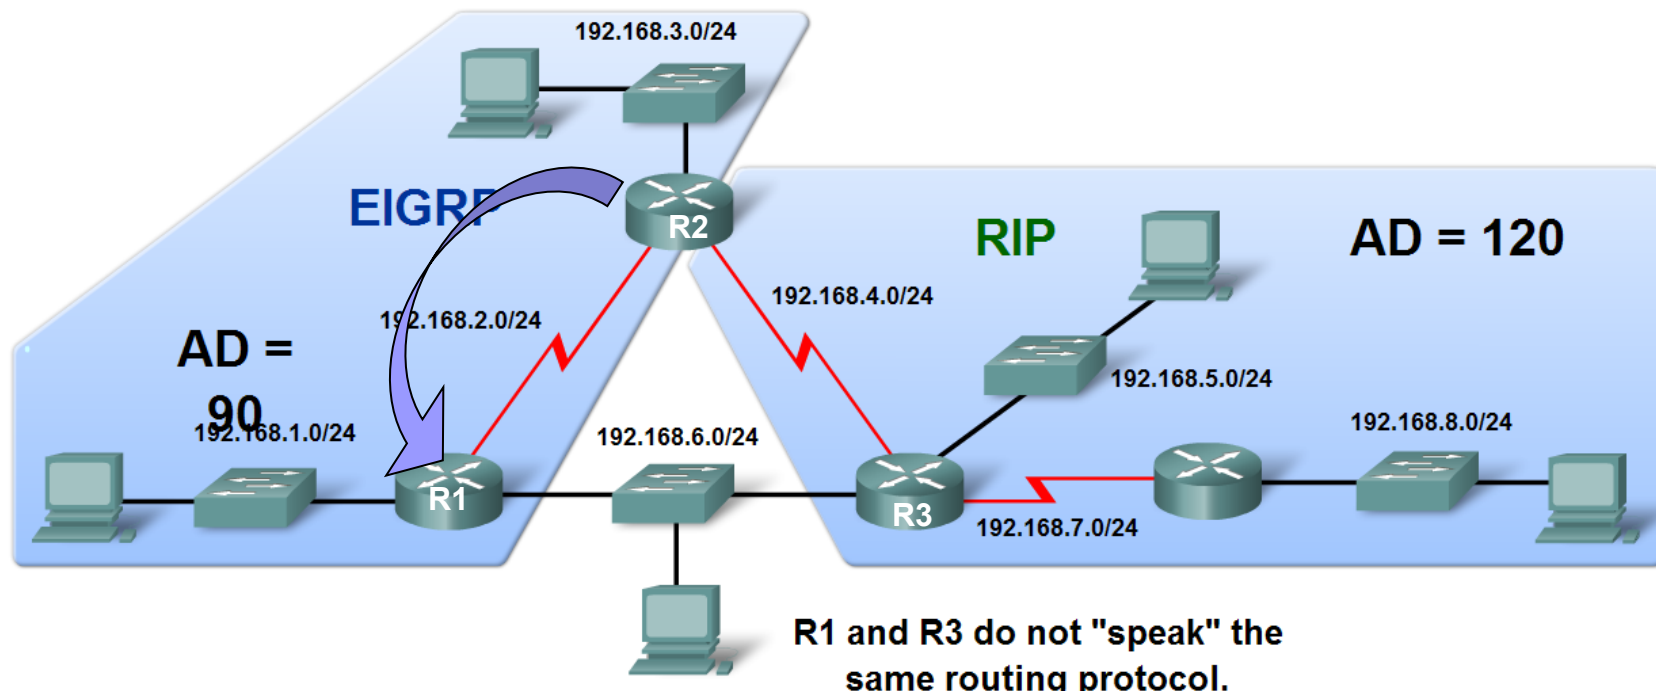 192.168.3.0/24
EIGRP
R2
RIP
AD = 120
192.168.2.0/24
192.168.4.0/24
AD =
90
192.168.5.0/24
192.168.1.0/24
192.168.6.0/24
192.168.8.0/24
R1
R3
192.168.7.0/24
R1 and R3 do not "speak" the
same routing protocol.